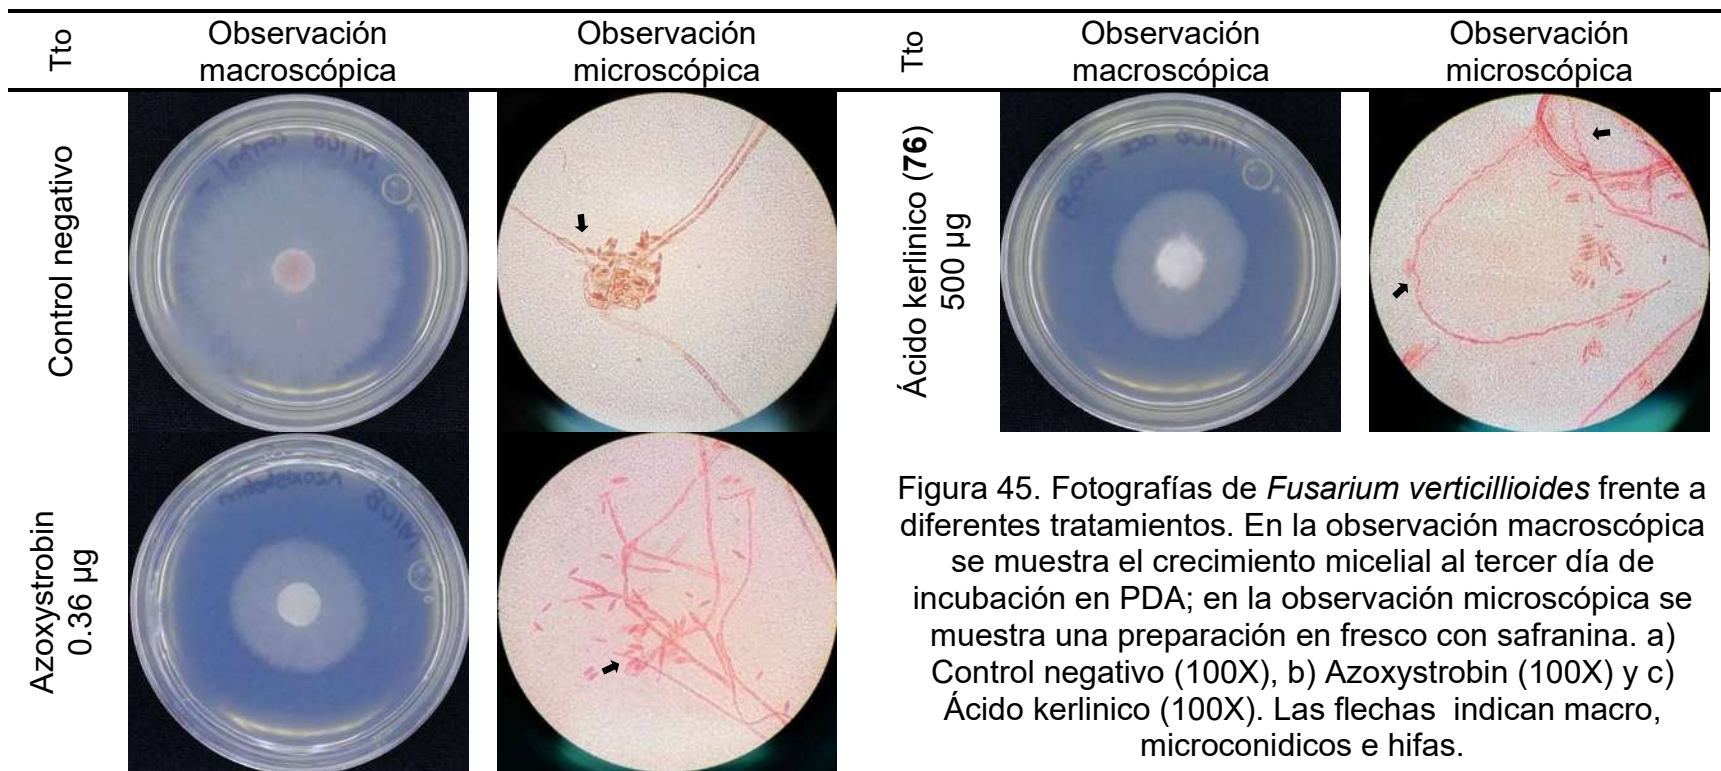 Tto
Observación
macroscópica
Observación
microscópica
Tto
Observación
macroscópica
Observación
microscópica
Control negativo
Ácido kerlinico (76)
500 µg
Azoxystrobin
0.36 µg
Figura 45. Fotografías de Fusarium verticillioides frente a
diferentes tratamientos. En la observación macroscópica
se muestra el crecimiento micelial al tercer día de
incubación en PDA; en la observación microscópica se
muestra una preparación en fresco con safranina. a)
Control negativo (100X), b) Azoxystrobin (100X) y c)
Ácido kerlinico (100X). Las flechas indican macro,
microconidicos e hifas.